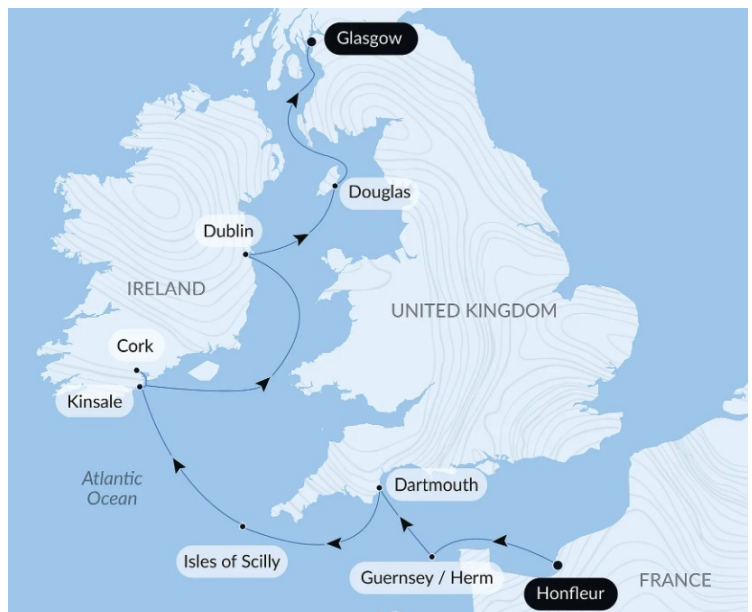 Glasgow
Douglas
Dublin
IRELAND
UNITED KINGDOM
Cork
Kinsale
Atlantic
Ocean
Dartmouth
Isles of Scilly
Guernsey / Herm
Honfleur
FRANCE